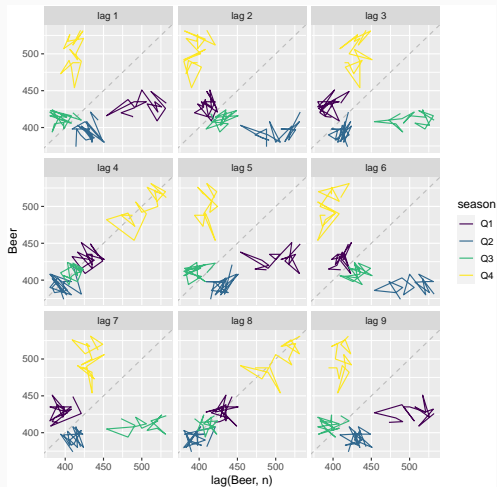 lag 1 lag 2 lag 3
500
450
400
lag 4 lag 5 lag 6
500
450
400
lag 7 lag 8 lag 9
500
450
400
400 450 500 400 450 500 400 450 500
Beer
lag(Beer, n)
season
Q1
Q2
Q3
Q4